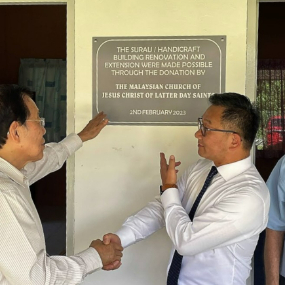 THE SURAU / HANDICRAFT
BUILDING RENOVATION AND
EXTENSION WERE MADE POSSIBLE
THROUGH THE DONATION BY
THE MALAYSIAN CHURCH OF
JESUS CHRIST OF LATTER DAY SAINTS
2ND FEBRUARY 2023